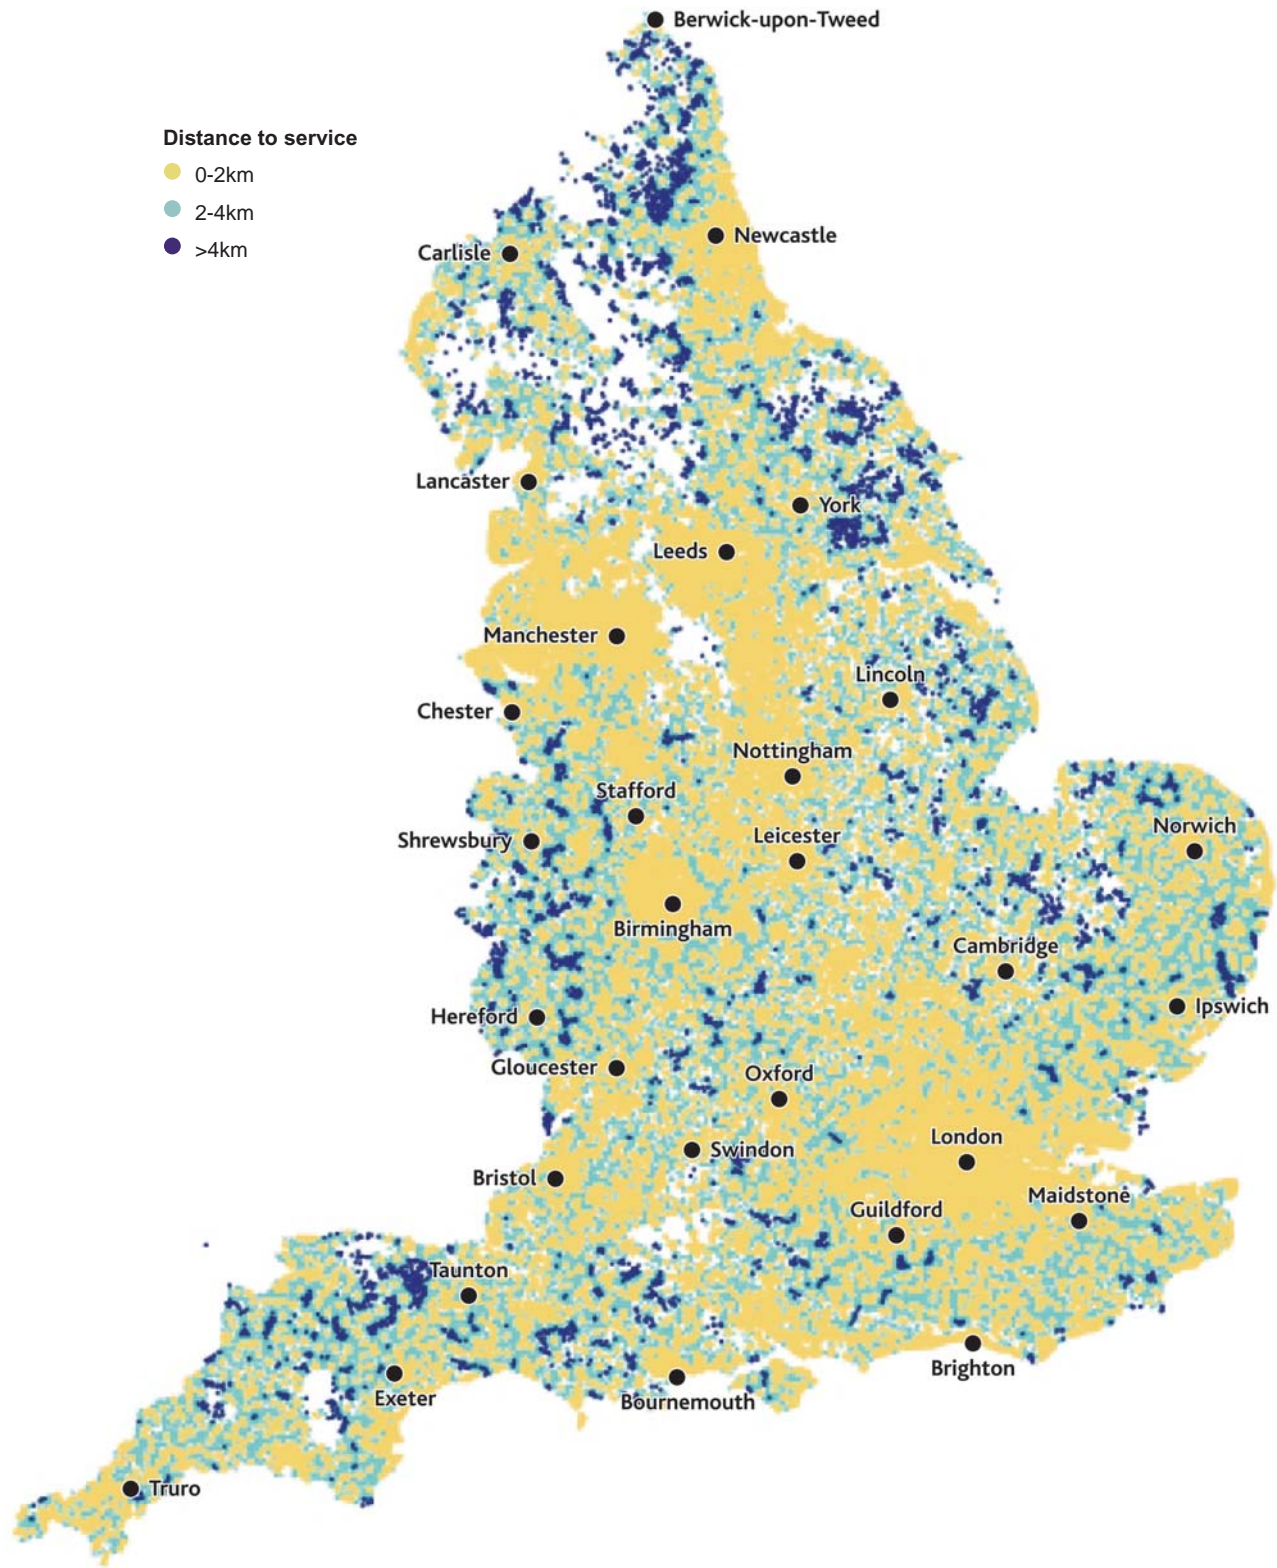 Berwick-upon-Tweed
Distance to service
0-2km
2-4km
>4km
Newcastle
Carlisle
Lancaster
York
Leeds
Manchester
Lincoln
Chester
Nottingham
Stafford
Norwich
Shrewsbury
Leicester
Birmingham
Cambridge
Ipswich
Hereford
Gloucester
Oxford
London
Swindon
Bristol
Maidstone
Guildford
Taunton
Brighton
Exeter
Bournemouth
Truro